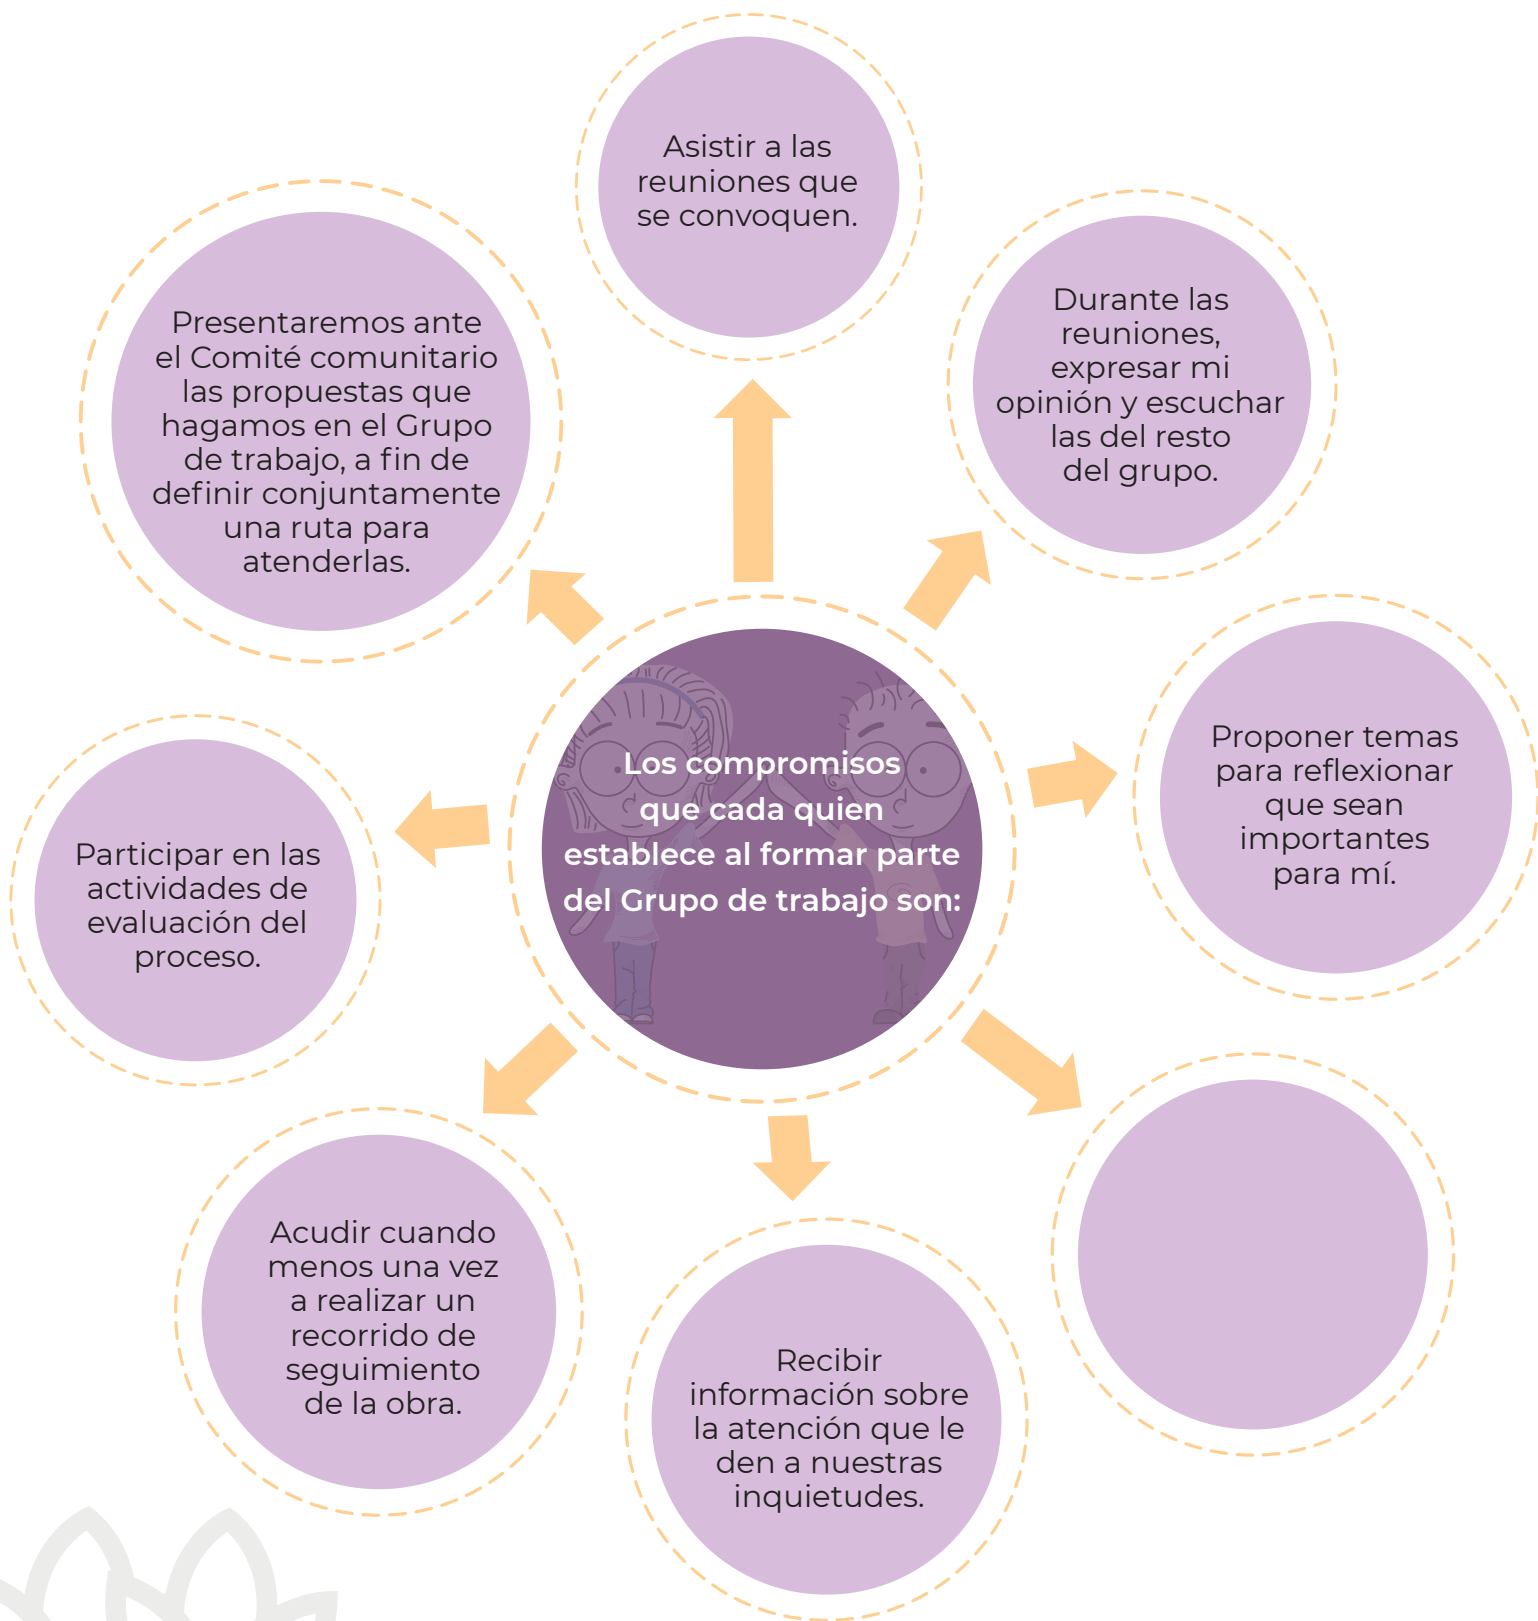 Asistir a las
reuniones que
se convoquen.
Durante las
reuniones,
expresar mi
opinión y escuchar
las del resto
del grupo.
Presentaremos ante
el Comité comunitario
las propuestas que
hagamos en el Grupo
de trabajo, a fin de
definir conjuntamente
una ruta para
atenderlas.
Los compromisos
que cada quien
establece al formar parte
del Grupo de trabajo son:
Proponer temas
para reflexionar
que sean
importantes
para mí.
Participar en las
actividades de
evaluación del
proceso.
Acudir cuando
menos una vez
a realizar un
recorrido de
seguimiento
de la obra.
Recibir
información sobre
la atención que le
den a nuestras
inquietudes.